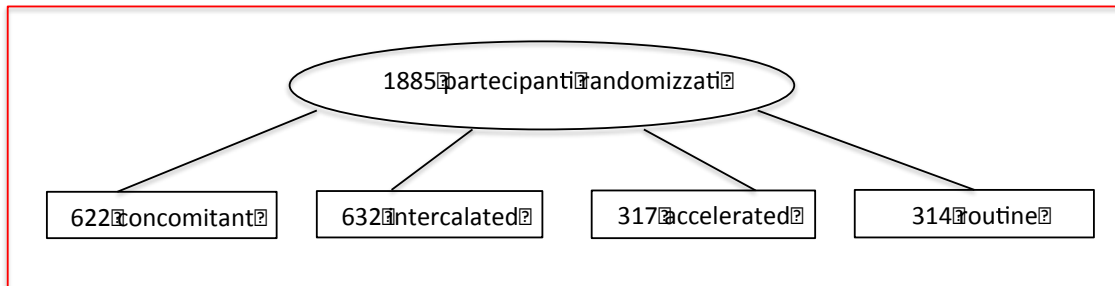 1885 partecipanti randomizzati
622 concomitant
632 intercalated
317 accelerated
314 routine